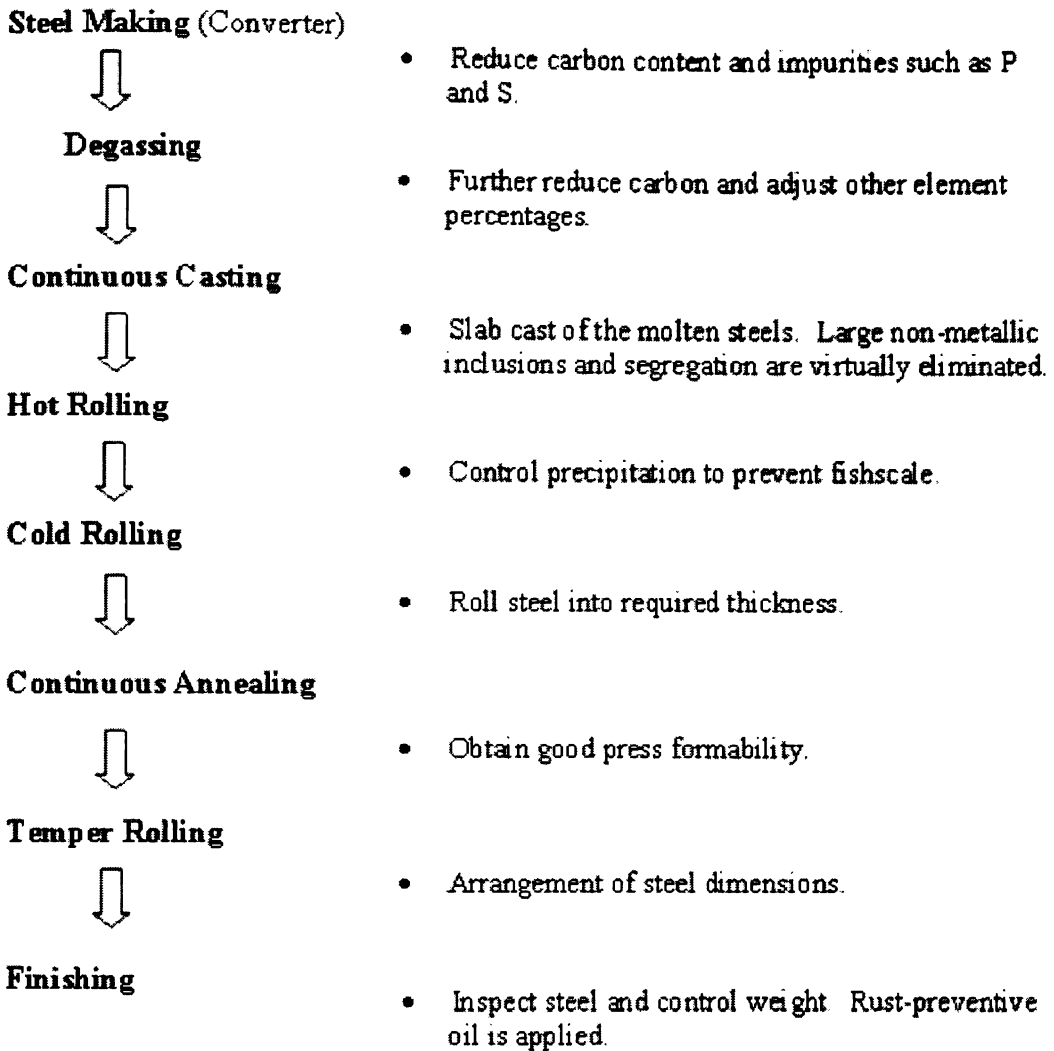 Steel Making (Converter)
• Reduce carbon content and impurities such as P
and S.
Degassing
• Further reduce carbon and adjust other element
percentages.
Continuous Casting
• Slab cast of the molten steels. Large non-metallic
inclusions and segregation are virtually eliminated.
Hot Rolling
• Control precipitation to prevent fishscale.
Cold Rolling
• Roll steel into required thickness.
Continuous Annealing
• Obtain good press formability.
Temper Rolling
• Arrangement of steel dimensions.
Finishing
• Inspect steel and control weight. Rust-preventive
oil is applied.